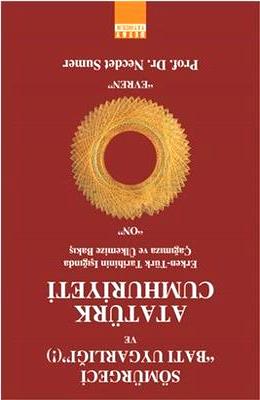 SÖMÜRGECİ
"BATI UYGARLIĞI"(!)
VE
ATATÜRK
CUMHURİYETİ
Erken-Türk Tarihinin Işığında
Çağımıza ve Ülkemize Bakış
"ON"
"EVREN"
Prof. Dr. Necdet Sumer